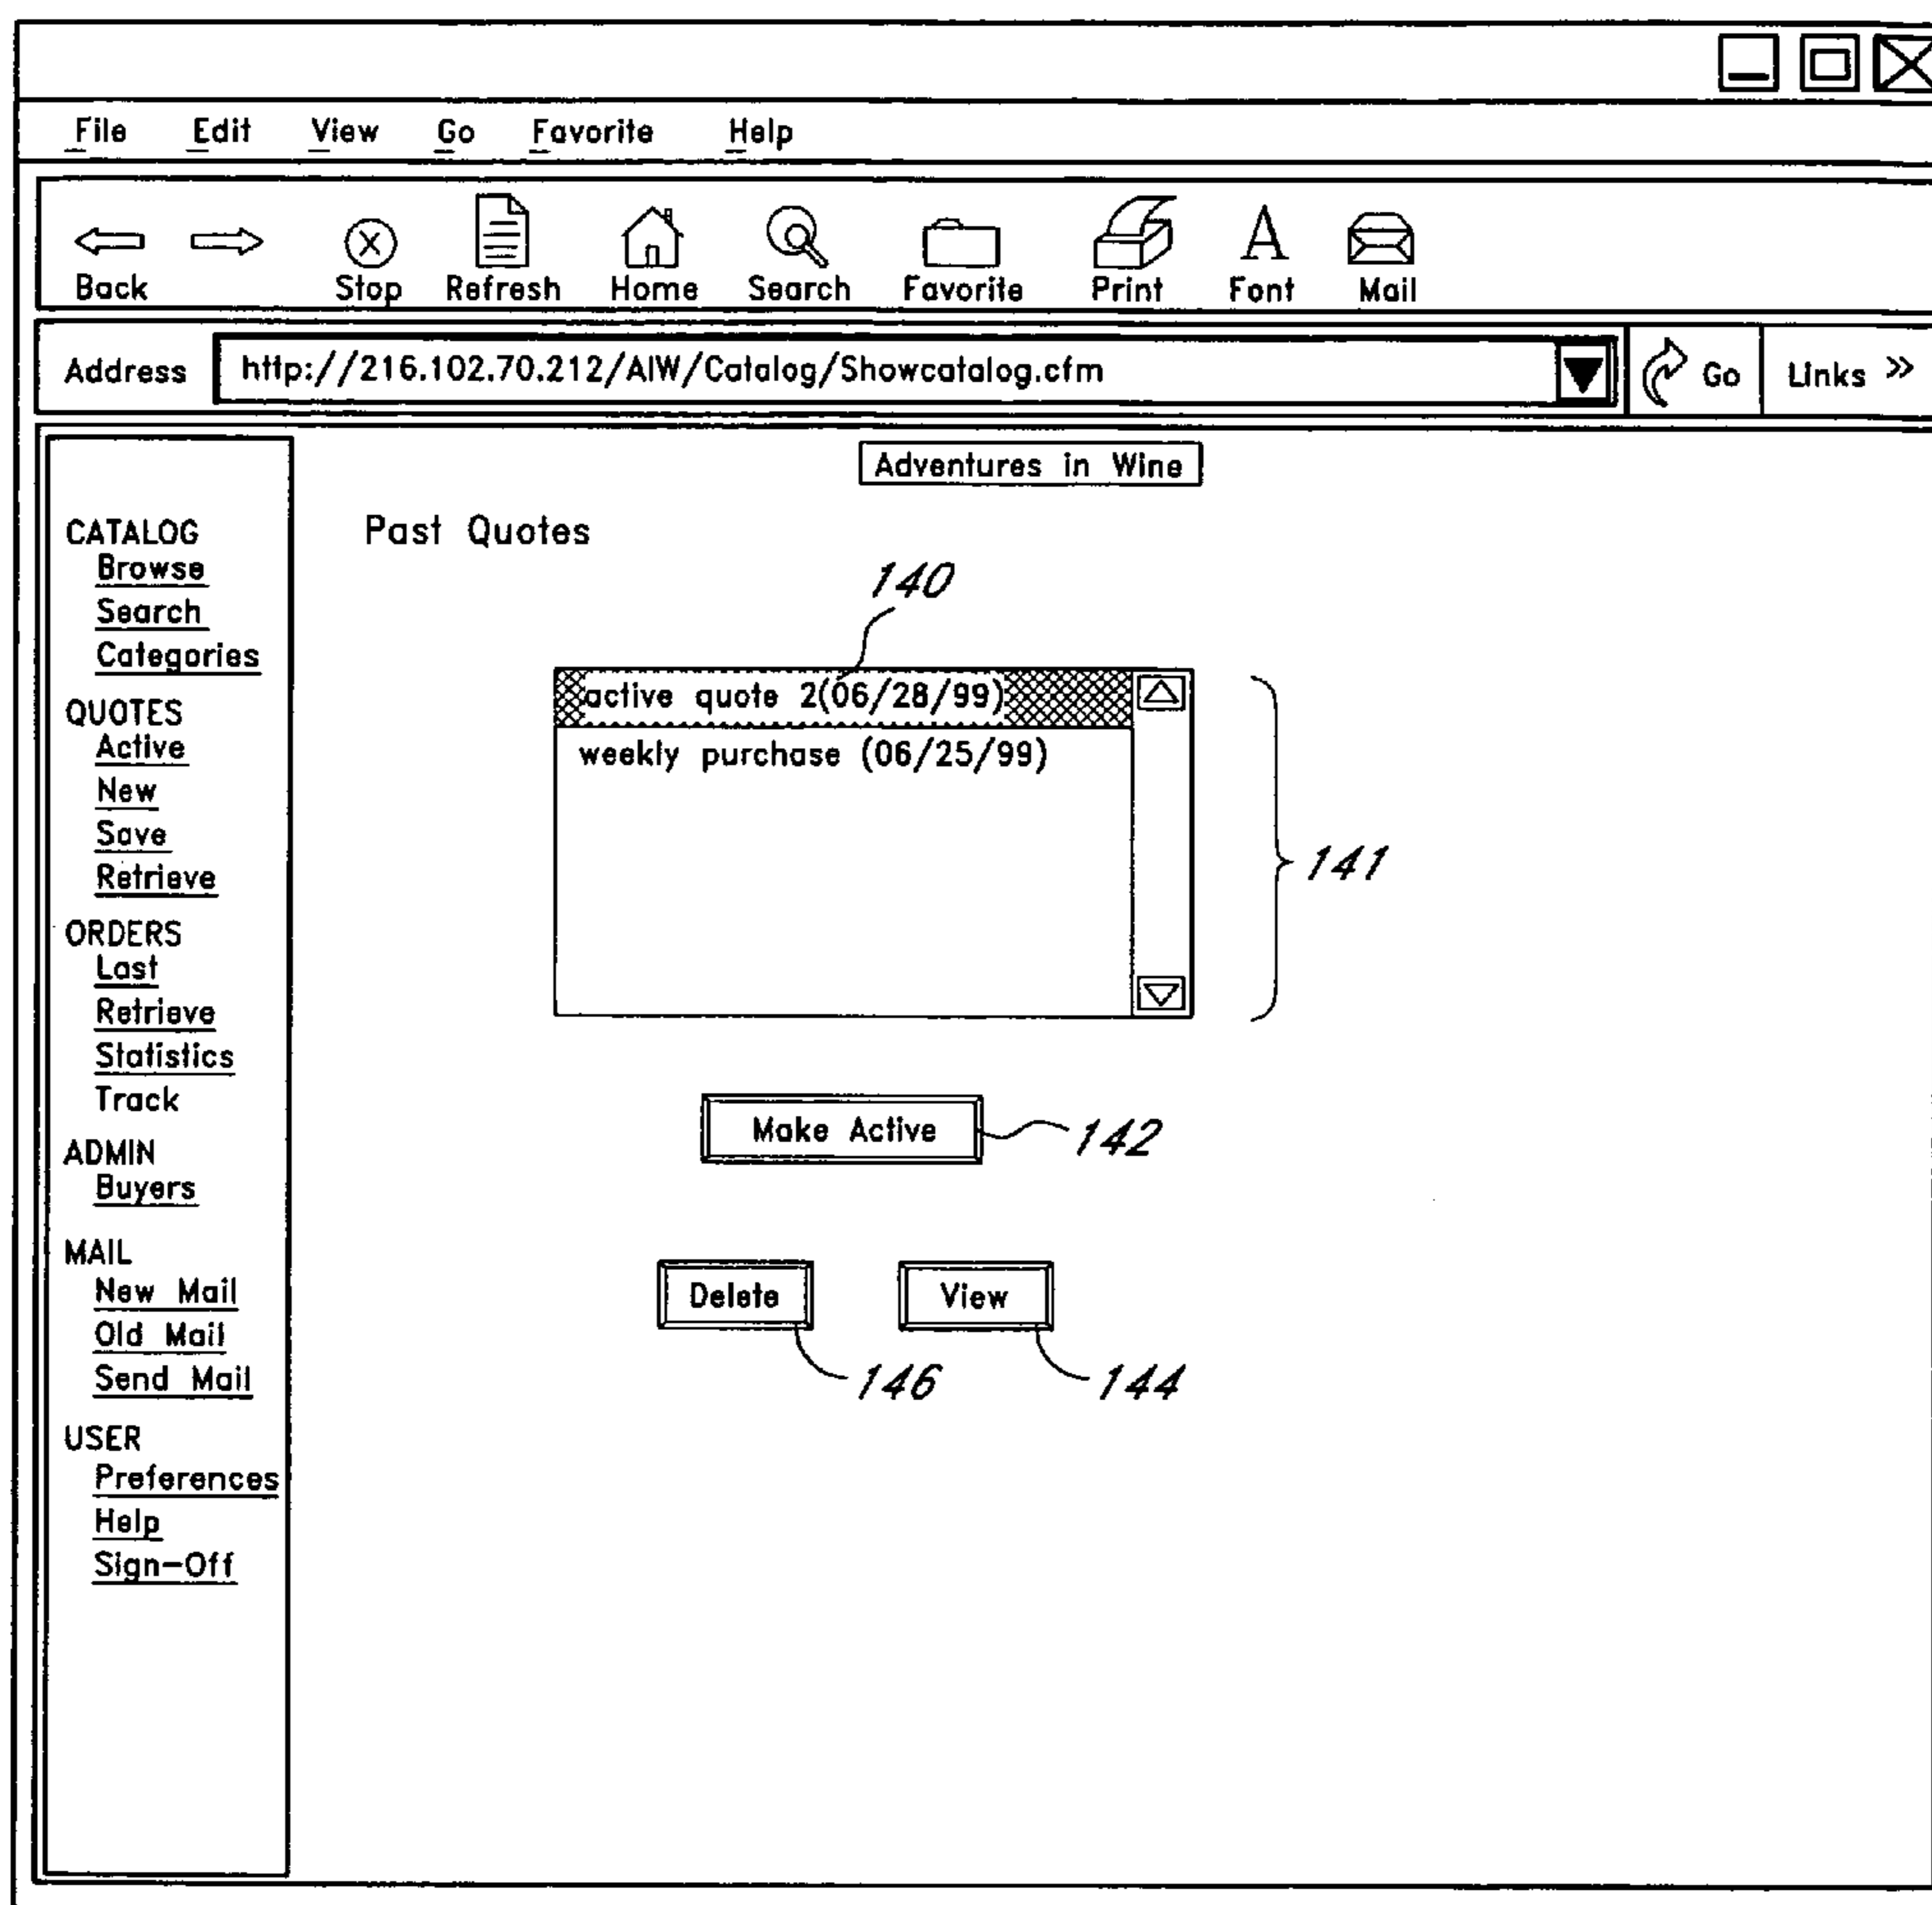 File Edit View Go Favorite Help
Back Stop Refresh Home Search Favorite Print Font Mail
Address http://216.102.70.212/AIW/Catalog/Showcatalog.cfm Go Links >>
Adventures in Wine
CATALOG
Browse
Search
Categories
QUOTES
Active
New
Save
Retrieve
ORDERS
Last
Retrieve
Statistics
Track
ADMIN
Buyers
MAIL
New Mail
Old Mail
Send Mail
USER
Preferences
Help
Sign-Off
Past Quotes
140
active quote 2(06/28/99)
weekly purchase (06/25/99)
141
Make Active
142
Delete View
146 144